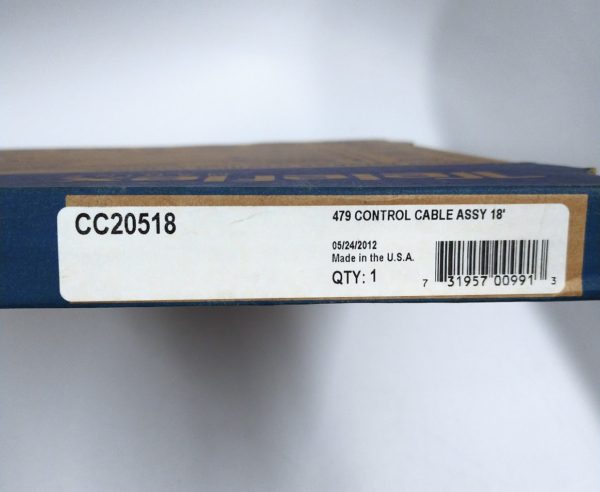 CC20518
479 CONTROL CABLE ASSY 18'
05/24/2012
Made in the U.S.A.
QTY: 1
7 31957 00991 3